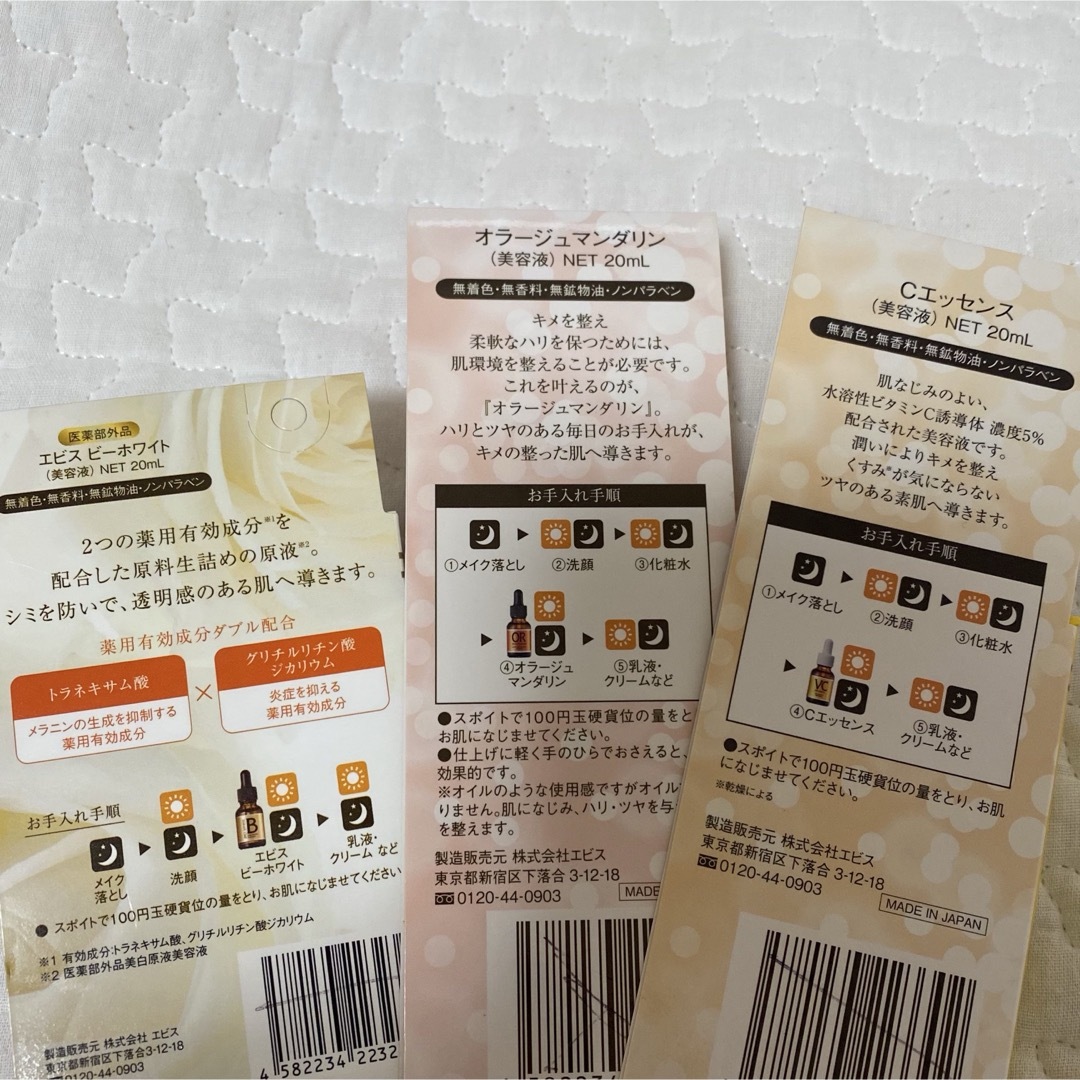 医薬部外品
エビス ビーホワイト
(美容液) NET 20mL
無着色・無香料・無鉱物油・ノンパラベン
2つの薬用有効成分※1を
配合した原料生詰めの原液※2。
シミを防いで、透明感のある肌へ導きます。
薬用有効成分ダブル配合
トラネキサム酸
メラニンの生成を抑制する
薬用有効成分
×
グリチルリチン酸
ジカリウム
炎症を抑える
薬用有効成分
お手入れ手順
メイク
落とし
洗顔
B
エビス
ビーホワイト
乳液・
クリームなど
●スポイトで100円玉硬貨位の量をとり、お肌になじませてください
※1 有効成分:トラネキサム酸、グリチルリチン酸ジカリウム
※2 医薬部外品美白原液美容液
製造販売元 株式会社 エビス
東京都新宿区下落合3-12-18
0120-44-0903
4 582234 2232
オラージュマンダリン
(美容液) NET 20mL
無着色・無香料・無鉱物油・ノンパラベン
キメを整え
柔軟なハリを保つためには、
肌環境を整えることが必要です。
これを叶えるのが、
『オラージュマンダリン』。
ハリとツヤのある毎日のお手入れが、
キメの整った肌へ導きます。
お手入れ手順
①メイク落とし
②洗顔
③化粧水
OR
④オラージュ
マンダリン
⑤乳液・
クリームなど
●スポイトで100円玉硬貨位の量をと
お肌になじませてください。
●仕上げに軽く手のひらでおさえると、
効果的です。
※オイルのような使用感ですがオイル
りません。肌になじみ、ハリ・ツヤを与
を整えます。
製造販売元 株式会社エビス
東京都新宿区下落合 3-12-18
0120-44-0903
MADE
4 582234
Cエッセンス
(美容液) NET 20mL
無着色・無香料・無鉱物油・ノンパラベン
肌なじみのよい、
水溶性ビタミンC誘導体 濃度5%
配合された美容液です。
潤いによりキメを整え
くすみ※が気にならない
ツヤのある素肌へ導きます。
お手入れ手順
①メイク落とし
②洗顔
③化粧水
VC
④Cエッセンス
⑤乳液・
クリームなど
●スポイトで100円玉硬貨位の量をとり、お肌
になじませてください。
※乾燥による
製造販売元 株式会社エビス
東京都新宿区下落合 3-12-18
0120-44-0903
MADE IN JAPAN